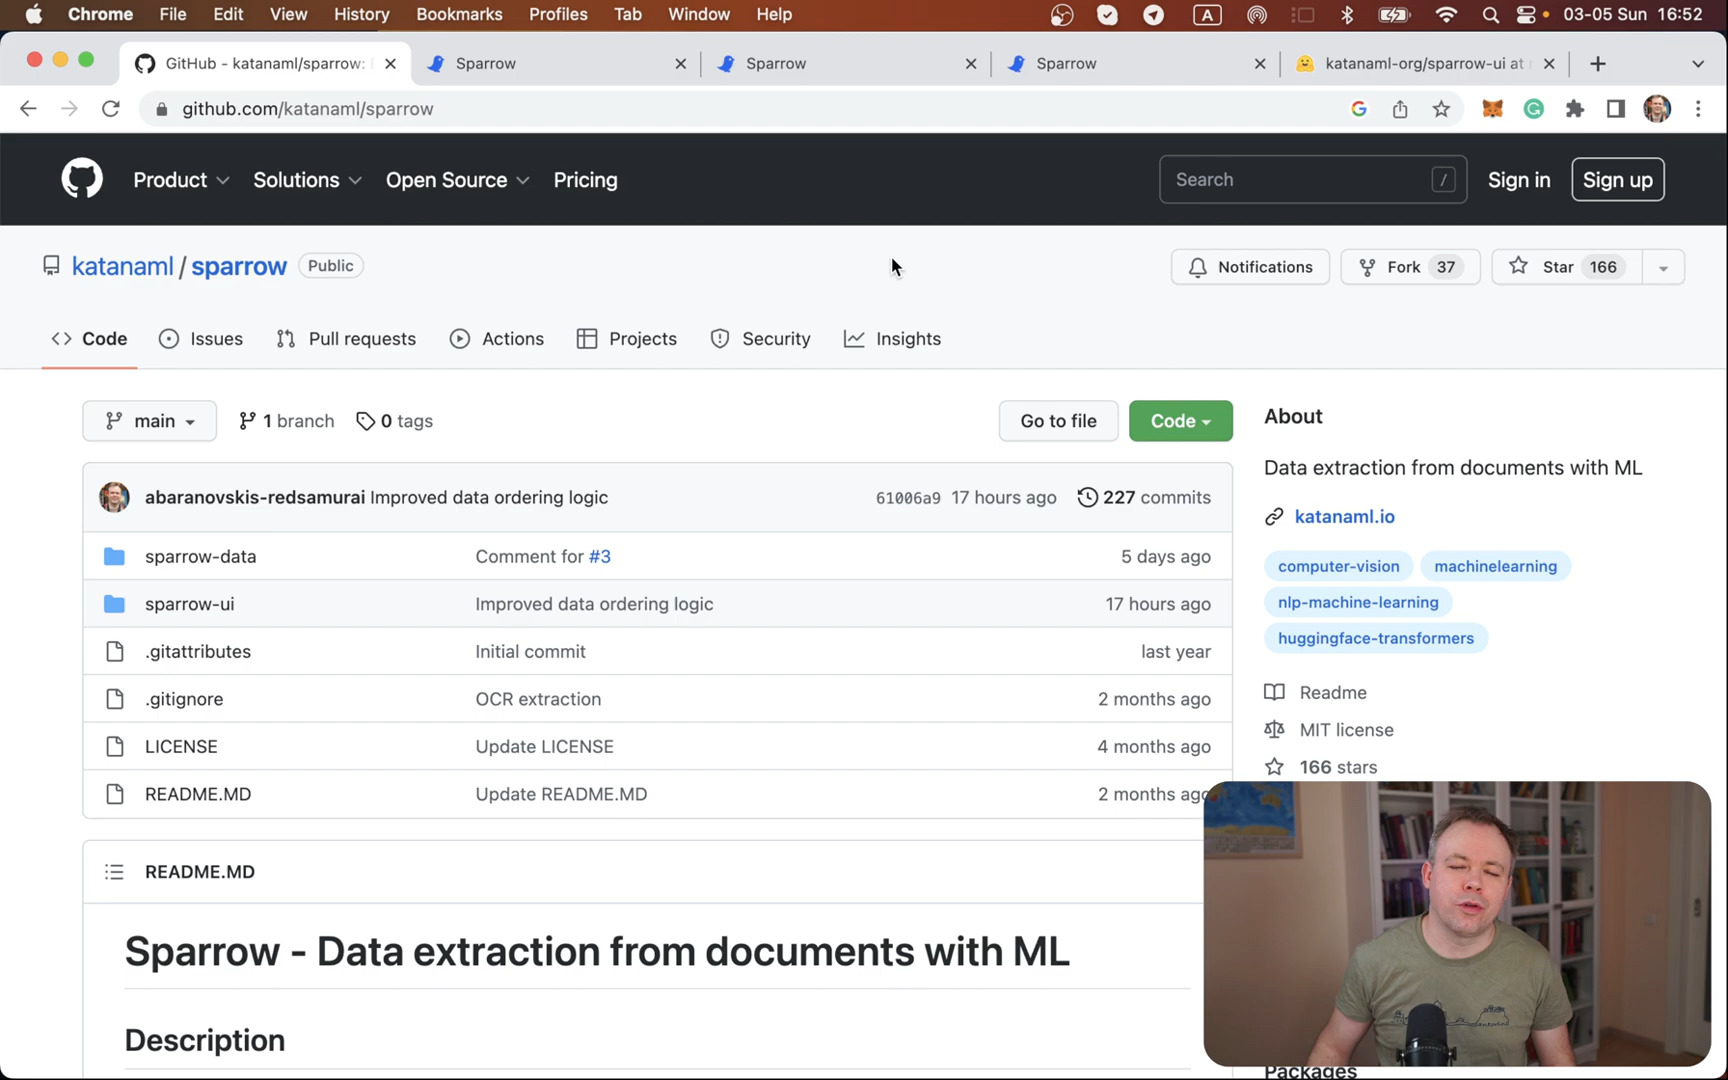 Chrome File Edit View History Bookmarks Profiles Tab Window Help A 03-05 Sun 16:52
GitHub - katanaml/sparrow: Sparrow Sparrow Sparrow katanaml-org/sparrow-ui at
github.com/katanaml/sparrow
Product Solutions Open Source Pricing Search / Sign in Sign up
katanaml / sparrow Public Notifications Fork 37 Star 166
Code Issues Pull requests Actions Projects Security Insights
main 1 branch 0 tags Go to file Code
About
abaranovskis-redsamurai Improved data ordering logic 61006a9 17 hours ago 227 commits
sparrow-data Comment for #3 5 days ago
sparrow-ui Improved data ordering logic 17 hours ago
.gitattributes Initial commit last year
.gitignore OCR extraction 2 months ago
LICENSE Update LICENSE 4 months ago
README.MD Update README.MD 2 months ago
Data extraction from documents with ML
katanaml.io
computer-vision machinelearning
nlp-machine-learning
huggingface-transformers
Readme
MIT license
166 stars
README.MD
Sparrow - Data extraction from documents with ML
Description
Packages